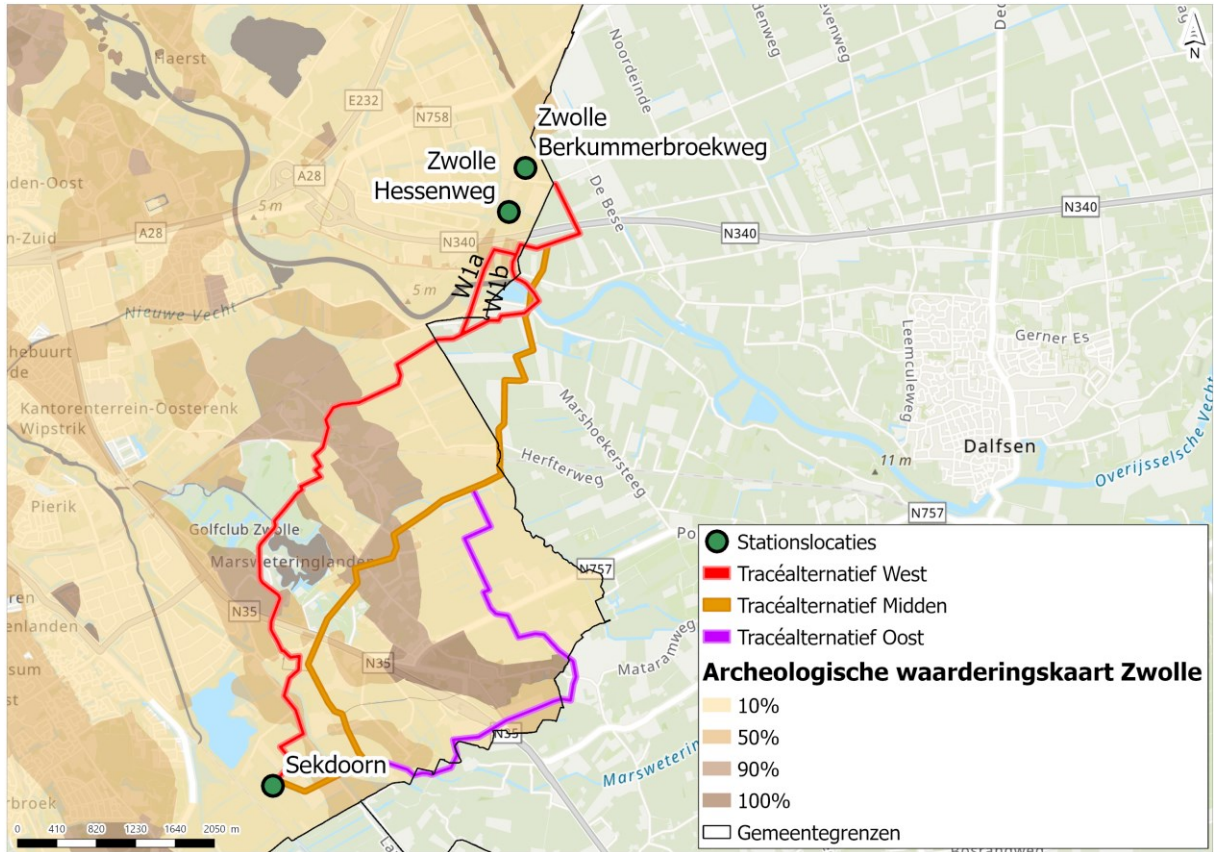 Haerst
E232
N758
Noordeinde
Zwolle
Berkummerbroekweg
Zwolle
Hessenweg
A28
5 m
De Bese
N340
A28
N340
N340
W1a
W1b
5 m
Nieuwe Vecht
Leemculeweg
Gerner Es
Kantorenterrein-Oosterenk
Wipstrik
Marshoekersteeg
Dalfsen
11 m
Herfterweg
Overijsselsche Vecht
Pierik
N757
Golfclub Zwolle
Marsweteringlanden
N757
N35
N35
Mataramweg
N35
Sekdoorn
Marswetering
0 410 820 1230 1640 2050 m
N
Stationslocaties
Tracéalternatief West
Tracéalternatief Midden
Tracéalternatief Oost
Archeologische waarderingskaart Zwolle
10%
50%
90%
100%
Gemeentegrenzen